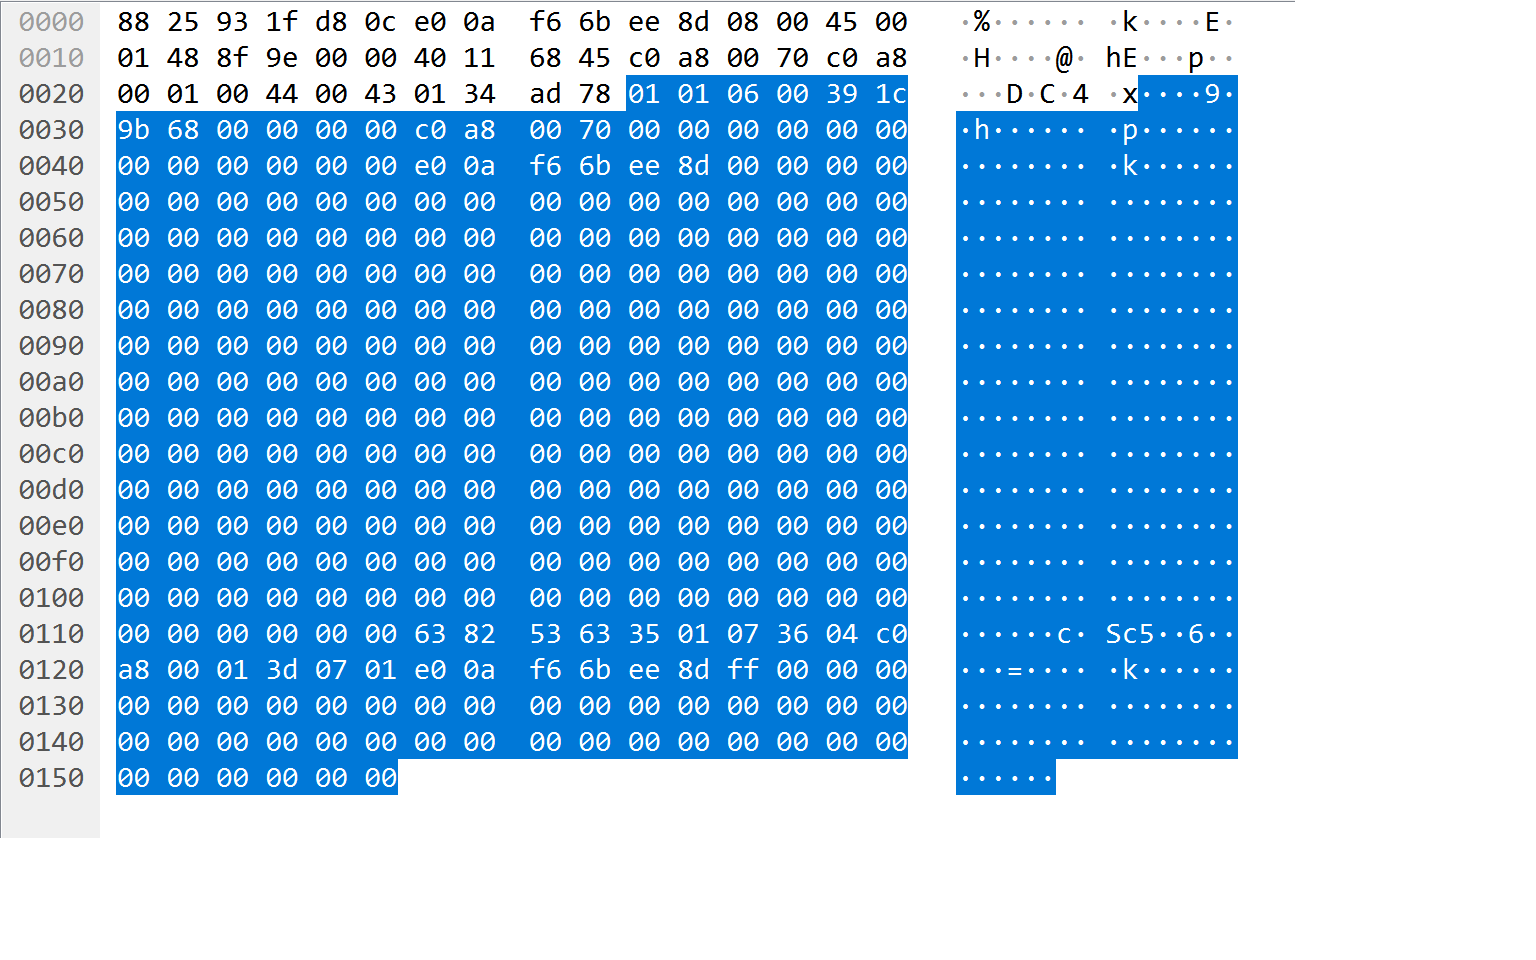 0000 88 25 93 1f d8 0c e0 0a f6 6b ee 8d 08 00 45 00 ·%······ ·k····E·
0010 01 48 8f 9e 00 00 40 11 68 45 c0 a8 00 70 c0 a8 ·H····@· hE···p··
0020 00 01 00 44 00 43 01 34 ad 78 01 01 06 00 39 1c ···D·C·4 ·x····9·
0030 9b 68 00 00 00 00 c0 a8 00 70 00 00 00 00 00 00 ·h······ ·p······
0040 00 00 00 00 00 00 e0 0a f6 6b ee 8d 00 00 00 00 ········ ·k······
0050 00 00 00 00 00 00 00 00 00 00 00 00 00 00 00 00 ········ ········
0060 00 00 00 00 00 00 00 00 00 00 00 00 00 00 00 00 ········ ········
0070 00 00 00 00 00 00 00 00 00 00 00 00 00 00 00 00 ········ ········
0080 00 00 00 00 00 00 00 00 00 00 00 00 00 00 00 00 ········ ········
0090 00 00 00 00 00 00 00 00 00 00 00 00 00 00 00 00 ········ ········
00a0 00 00 00 00 00 00 00 00 00 00 00 00 00 00 00 00 ········ ········
00b0 00 00 00 00 00 00 00 00 00 00 00 00 00 00 00 00 ········ ········
00c0 00 00 00 00 00 00 00 00 00 00 00 00 00 00 00 00 ········ ········
00d0 00 00 00 00 00 00 00 00 00 00 00 00 00 00 00 00 ········ ········
00e0 00 00 00 00 00 00 00 00 00 00 00 00 00 00 00 00 ········ ········
00f0 00 00 00 00 00 00 00 00 00 00 00 00 00 00 00 00 ········ ········
0100 00 00 00 00 00 00 00 00 00 00 00 00 00 00 00 00 ········ ········
0110 00 00 00 00 00 00 63 82 53 63 35 01 07 36 04 c0 ······c· Sc5··6··
0120 a8 00 01 3d 07 01 e0 0a f6 6b ee 8d ff 00 00 00 ···=···· ·k······
0130 00 00 00 00 00 00 00 00 00 00 00 00 00 00 00 00 ········ ········
0140 00 00 00 00 00 00 00 00 00 00 00 00 00 00 00 00 ········ ········
0150 00 00 00 00 00 00 ······